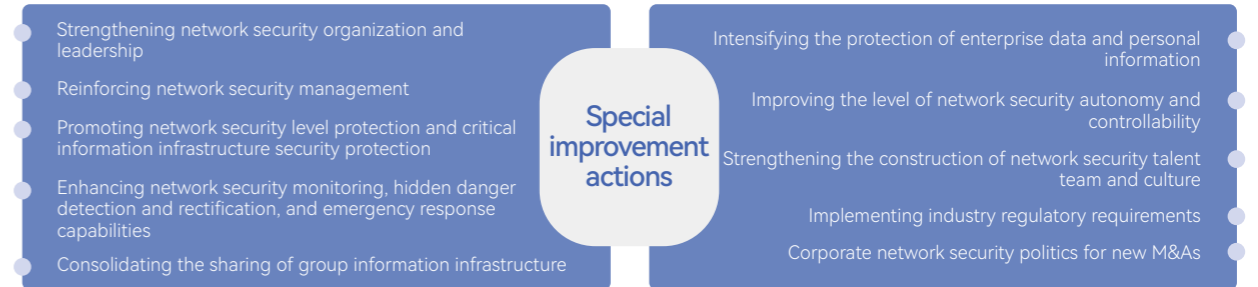 Strengthening network security organization and
leadership
Reinforcing network security management
Promoting network security level protection and critical
information infrastructure security protection
Enhancing network security monitoring, hidden danger
detection and rectification, and emergency response
capabilities
Consolidating the sharing of group information infrastructure
Special
improvement
actions
Intensifying the protection of enterprise data and personal
information
Improving the level of network security autonomy and
controllability
Strengthening the construction of network security talent
team and culture
Implementing industry regulatory requirements
Corporate network security politics for new M&As